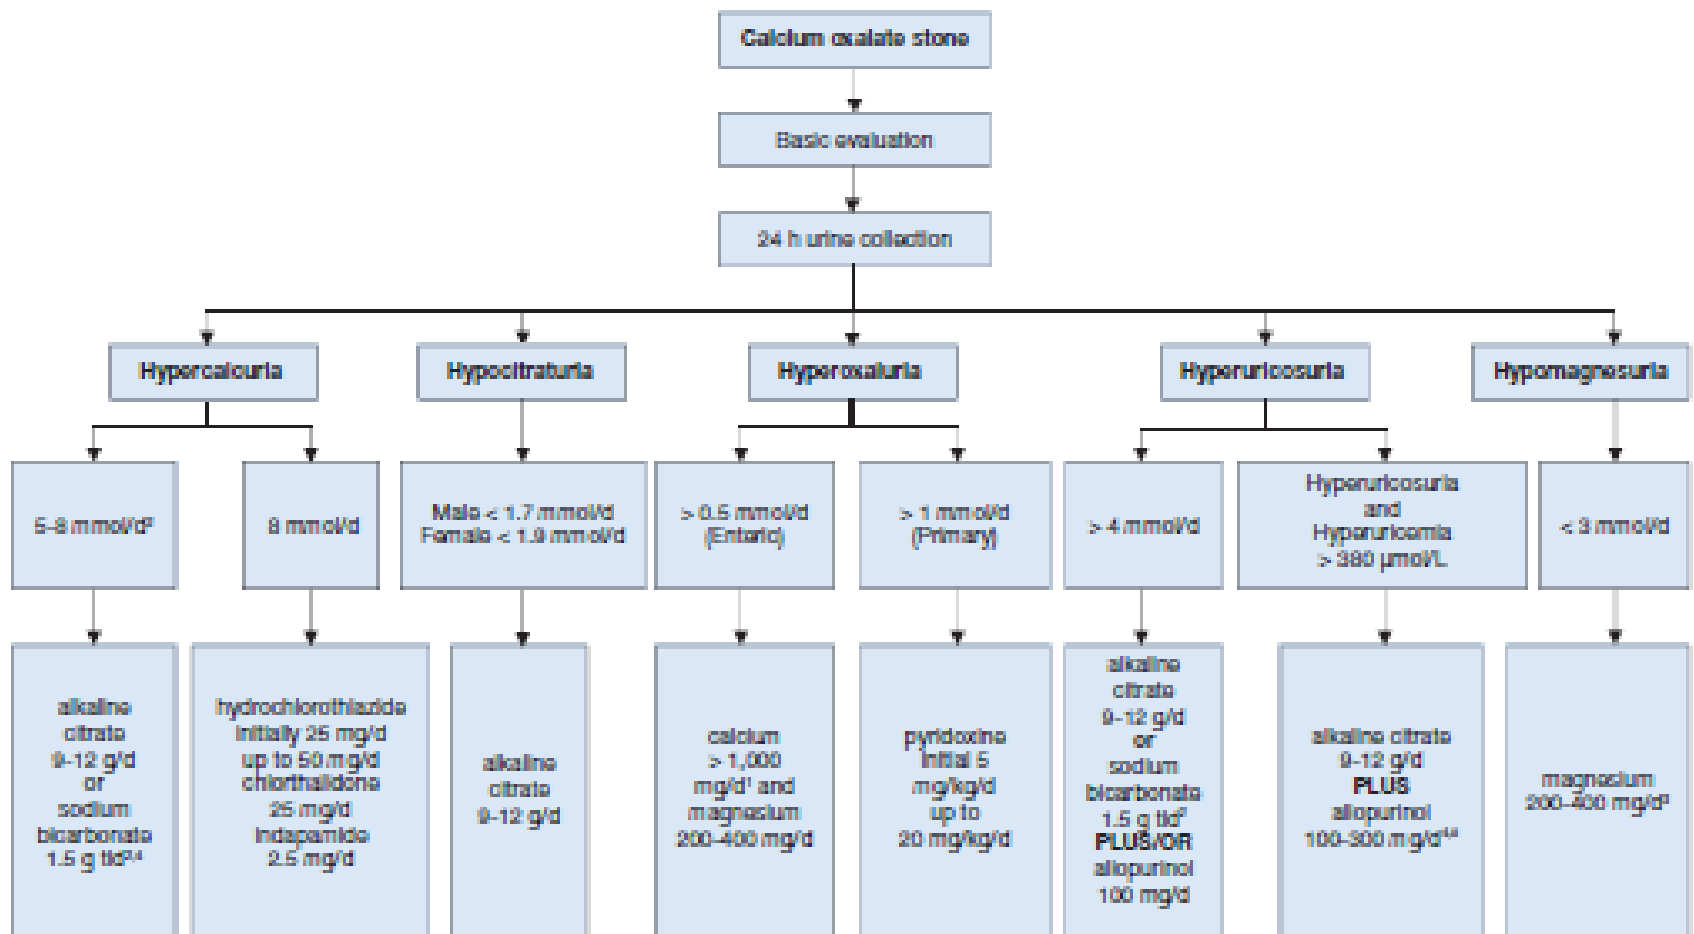 Calcium oxalate stone
Basic evaluation
24 h urine collection
Hypercalcuria
Hypocitraturia
Hyperoxaluria
Hyperuricosuria
Hypomagnesuria
5-8 mmol/d²
8 mmol/d
Male < 1.7 mmol/d
Female < 1.9 mmol/d
> 0.5 mmol/d
(Enteric)
> 1 mmol/d
(Primary)
> 4 mmol/d
Hyperuricosuria
and
Hyperuricemia
> 380 µmol/L
< 3 mmol/d
alkaline
citrate
9-12 g/d
or
sodium
bicarbonate
1.5 g tid
hydrochlorothiazide
initially 25 mg/d
up to 50 mg/d
chlorthalidone
25 mg/d
indapamide
2.5 mg/d
alkaline
citrate
9-12 g/d
calcium
> 1,000
mg/d¹ and
magnesium
200-400 mg/d
pyridoxine
initial 5
mg/kg/d
up to
20 mg/kg/d
alkaline
citrate
9-12 g/d
or
sodium
bicarbonate
1.5 g tid
PLUS/OR
allopurinol
100 mg/d
alkaline citrate
9-12 g/d
PLUS
allopurinol
100-300 mg/d
magnesium
200-400 mg/d